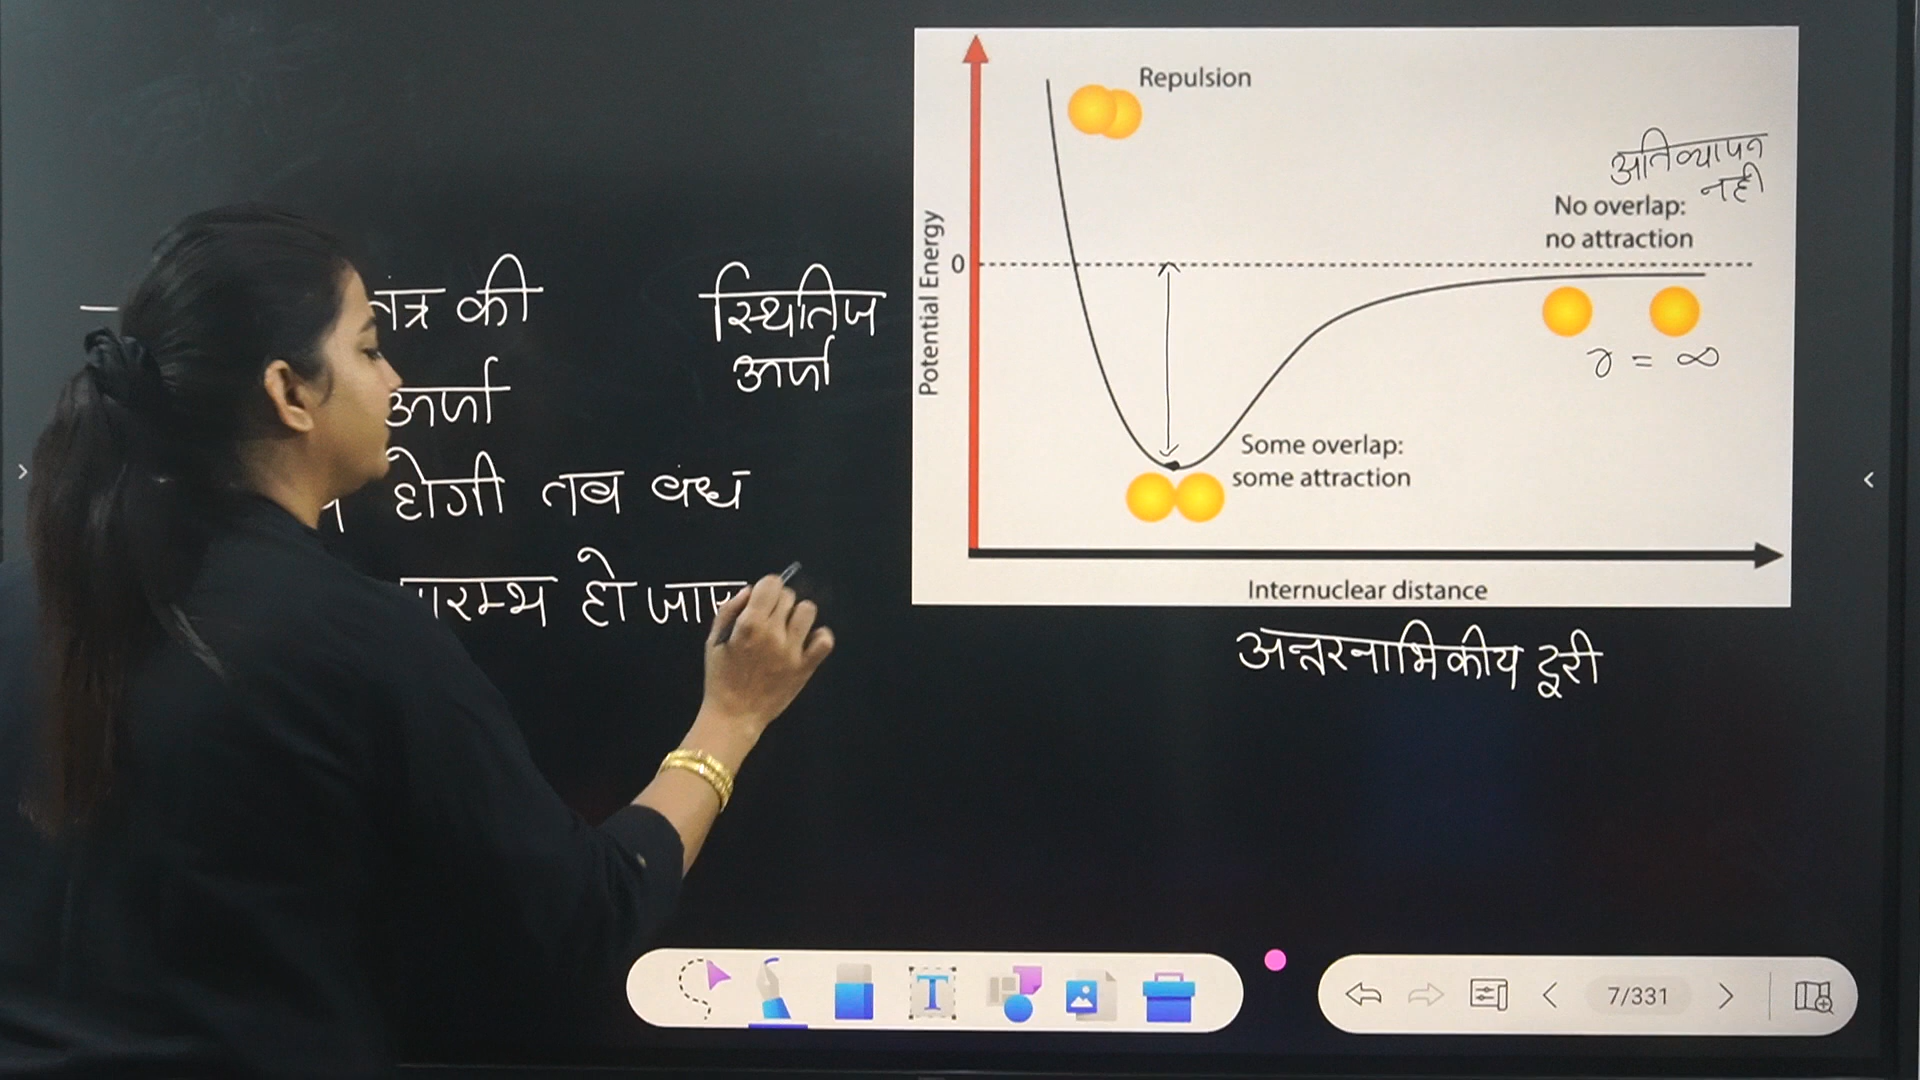 तंत्र की
ऊर्जा
होगी तब बंध
हो
स्थितिज
ऊर्जा
Repulsion
अतिव्यापन
नही
No overlap:
no attraction
Potential Energy
0
r = ∞
Some overlap:
some attraction
Internuclear distance
अन्तरनाभिकीय दूरी
T
7/331